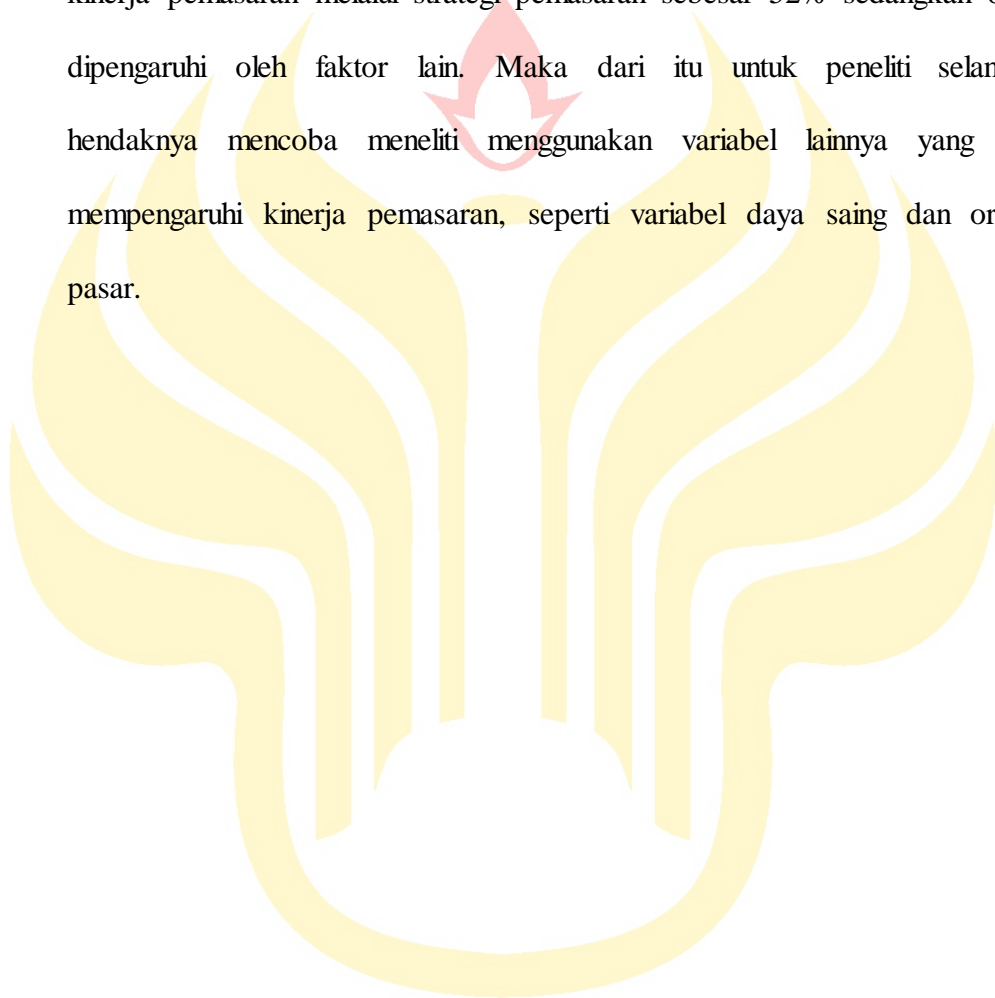 kinerja pemasaran melalui strategi pemasaran sebesar sedangkan
dipengaruhi oleh faktor lain. Maka dari itu untuk peneliti
hendaknya mencoba meneliti menggunakan variabel lainnya yang
mempengaruhi kinerja pemasaran, seperti variabel daya saing dan
pasar.